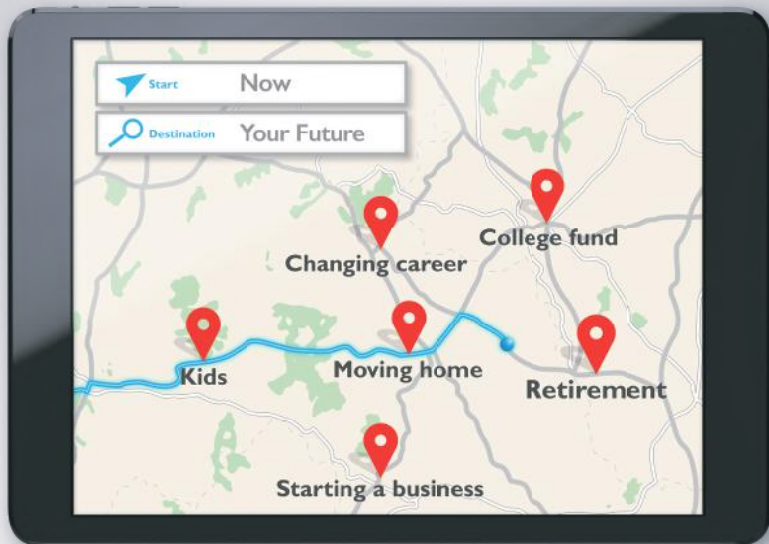 Start Now
Destination Your Future
College fund
Changing career
Moving home
Kids
Retirement
Starting a business